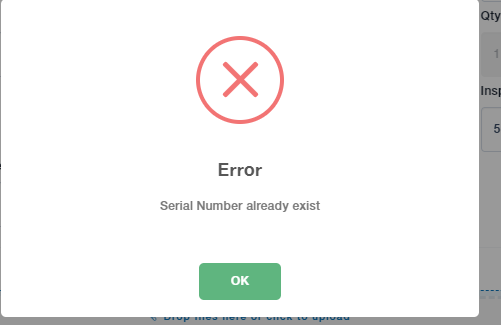 Qty
1
Insp
5
Error
Serial Number already exist
OK
Drop files here or click to upload